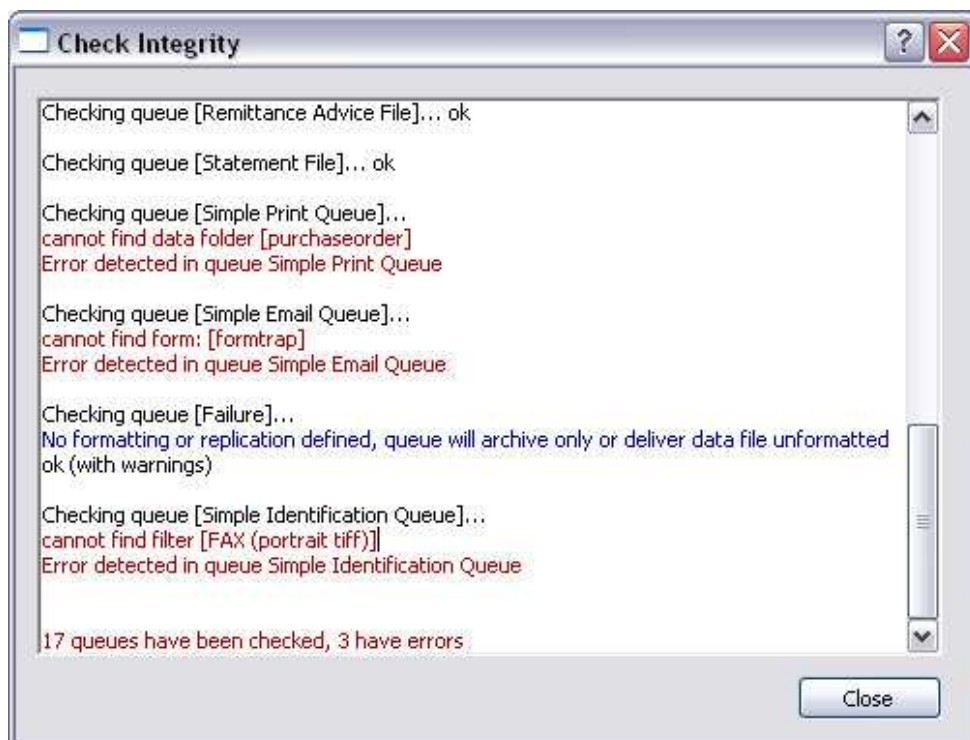 Check Integrity
Checking queue [Remittance Advice File]... ok
Checking queue [Statement File]... ok
Checking queue [Simple Print Queue]...
cannot find data folder [purchaseorder]
Error detected in queue Simple Print Queue
Checking queue [Simple Email Queue]...
cannot find form: [formtrap]
Error detected in queue Simple Email Queue
Checking queue [Failure]...
No formatting or replication defined, queue will archive only or deliver data file unformatted
ok (with warnings)
Checking queue [Simple Identification Queue]...
cannot find filter [FAX (portrait tiff)]
Error detected in queue Simple Identification Queue
17 queues have been checked, 3 have errors
Close